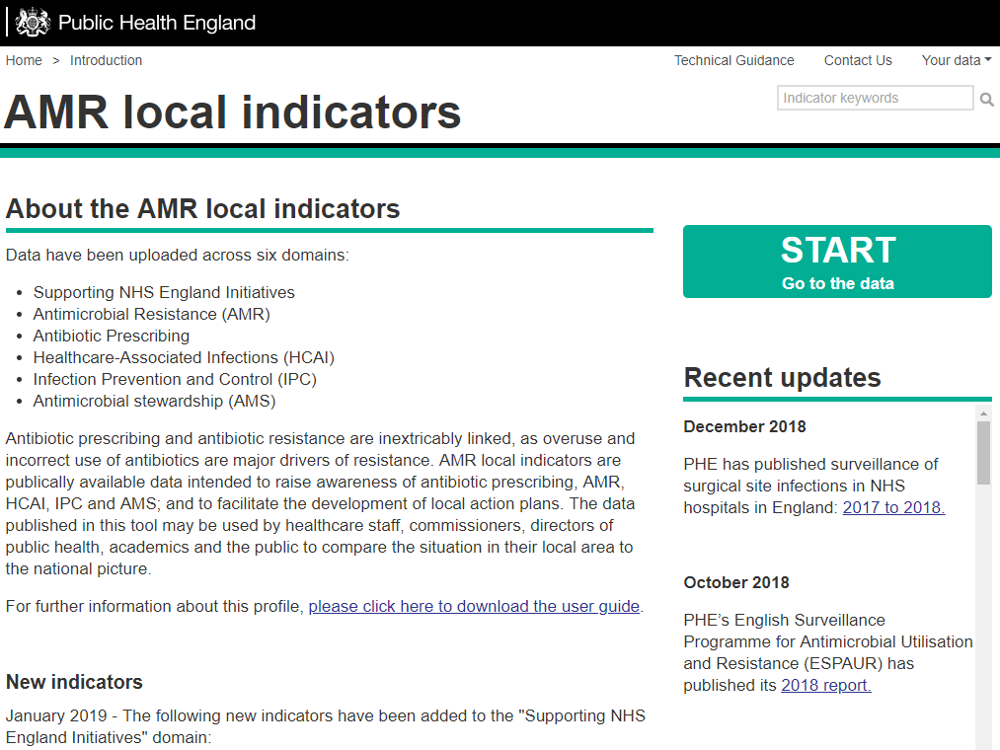 Public Health England
Home > Introduction
Technical Guidance Contact Us Your data
AMR local indicators
Indicator keywords
About the AMR local indicators
Data have been uploaded across six domains:
• Supporting NHS England Initiatives
• Antimicrobial Resistance (AMR)
• Antibiotic Prescribing
• Healthcare-Associated Infections (HCAI)
• Infection Prevention and Control (IPC)
• Antimicrobial stewardship (AMS)
Antibiotic prescribing and antibiotic resistance are inextricably linked, as overuse and
incorrect use of antibiotics are major drivers of resistance. AMR local indicators are
publically available data intended to raise awareness of antibiotic prescribing, AMR,
HCAI, IPC and AMS; and to facilitate the development of local action plans. The data
published in this tool may be used by healthcare staff, commissioners, directors of
public health, academics and the public to compare the situation in their local area to
the national picture.
For further information about this profile, please click here to download the user guide.
New indicators
January 2019 - The following new indicators have been added to the "Supporting NHS
England Initiatives" domain:
START
Go to the data
Recent updates
December 2018
PHE has published surveillance of
surgical site infections in NHS
hospitals in England: 2017 to 2018.
October 2018
PHE’s English Surveillance
Programme for Antimicrobial Utilisation
and Resistance (ESPAUR) has
published its 2018 report.